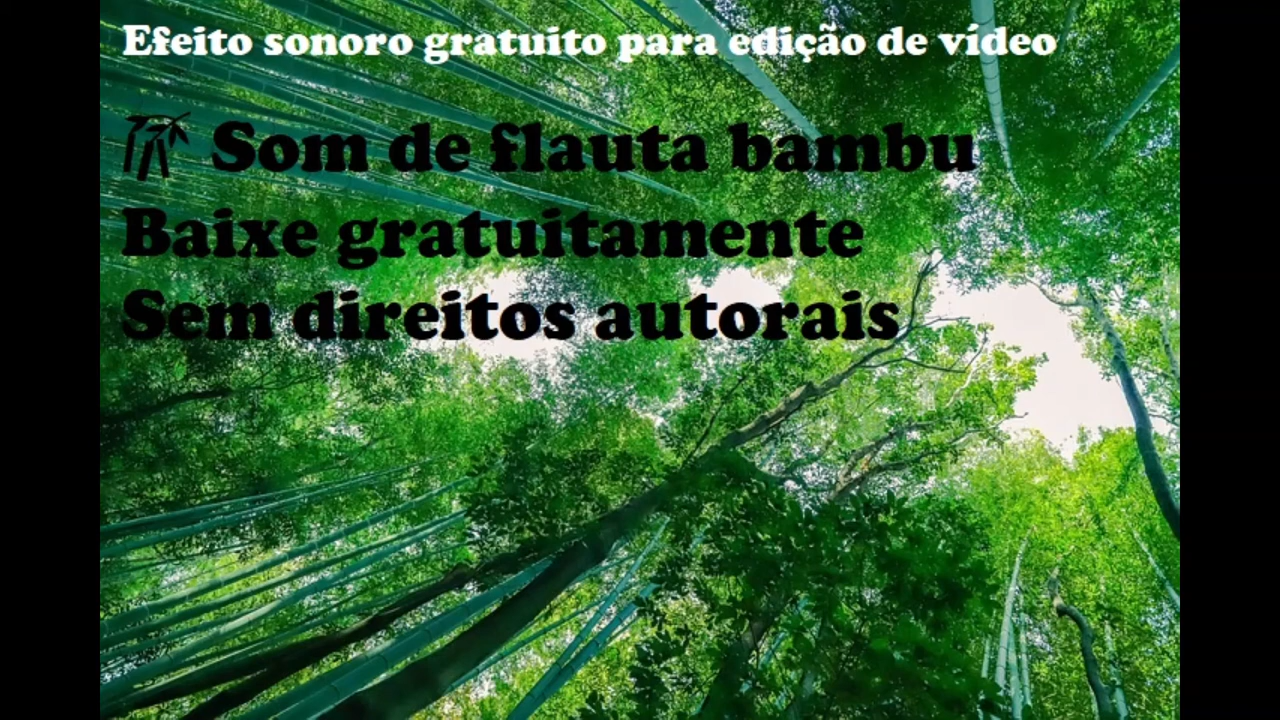 Efeito sonoro gratuito para edição de vídeo
Som de flauta bambu
Baixe gratuitamente
Sem direitos autorais